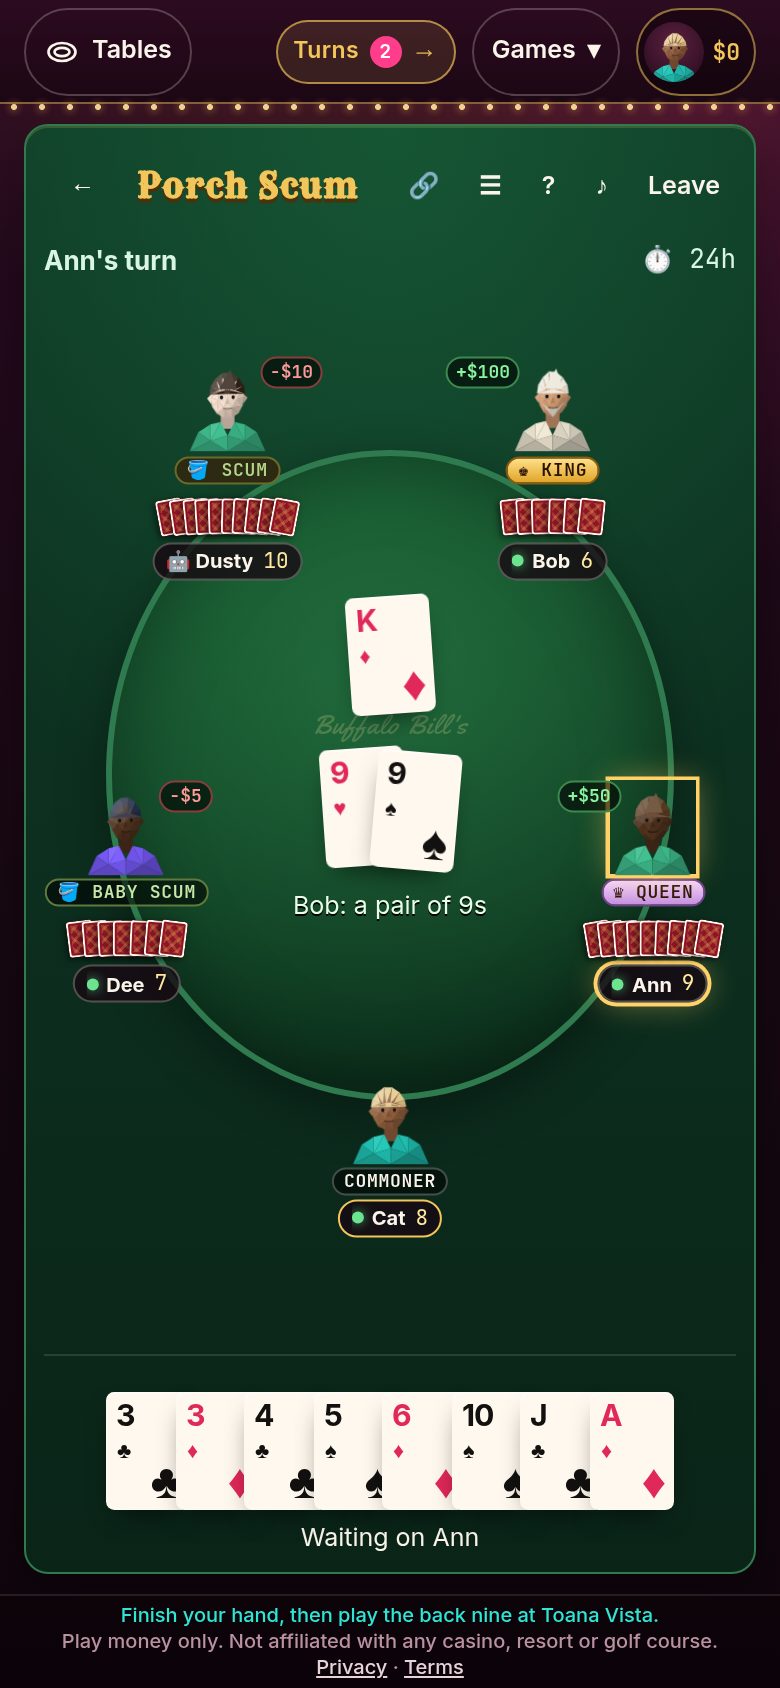 Tables Turns 2 → Games ▼ $0
← Porch Scum 🔗 ☰ ? ♪ Leave
Ann's turn ⏱️ 24h
-$10 +$100
🪣 SCUM ♚ KING
🤖 Dusty 10 Bob 6
K
♦
♦
Buffalo Bill's
9 9
♥ ♠
♠
Bob: a pair of 9s
-$5 +$50
🪣 BABY SCUM ♛ QUEEN
Dee 7 Ann 9
COMMONER
Cat 8
3 3 4 5 6 10 J A
♣ ♦ ♣ ♠ ♦ ♠ ♣ ♦
♣ ♦ ♣ ♠ ♦ ♠ ♣ ♦
Waiting on Ann
Finish your hand, then play the back nine at Toana Vista.
Play money only. Not affiliated with any casino, resort or golf course.
Privacy · Terms